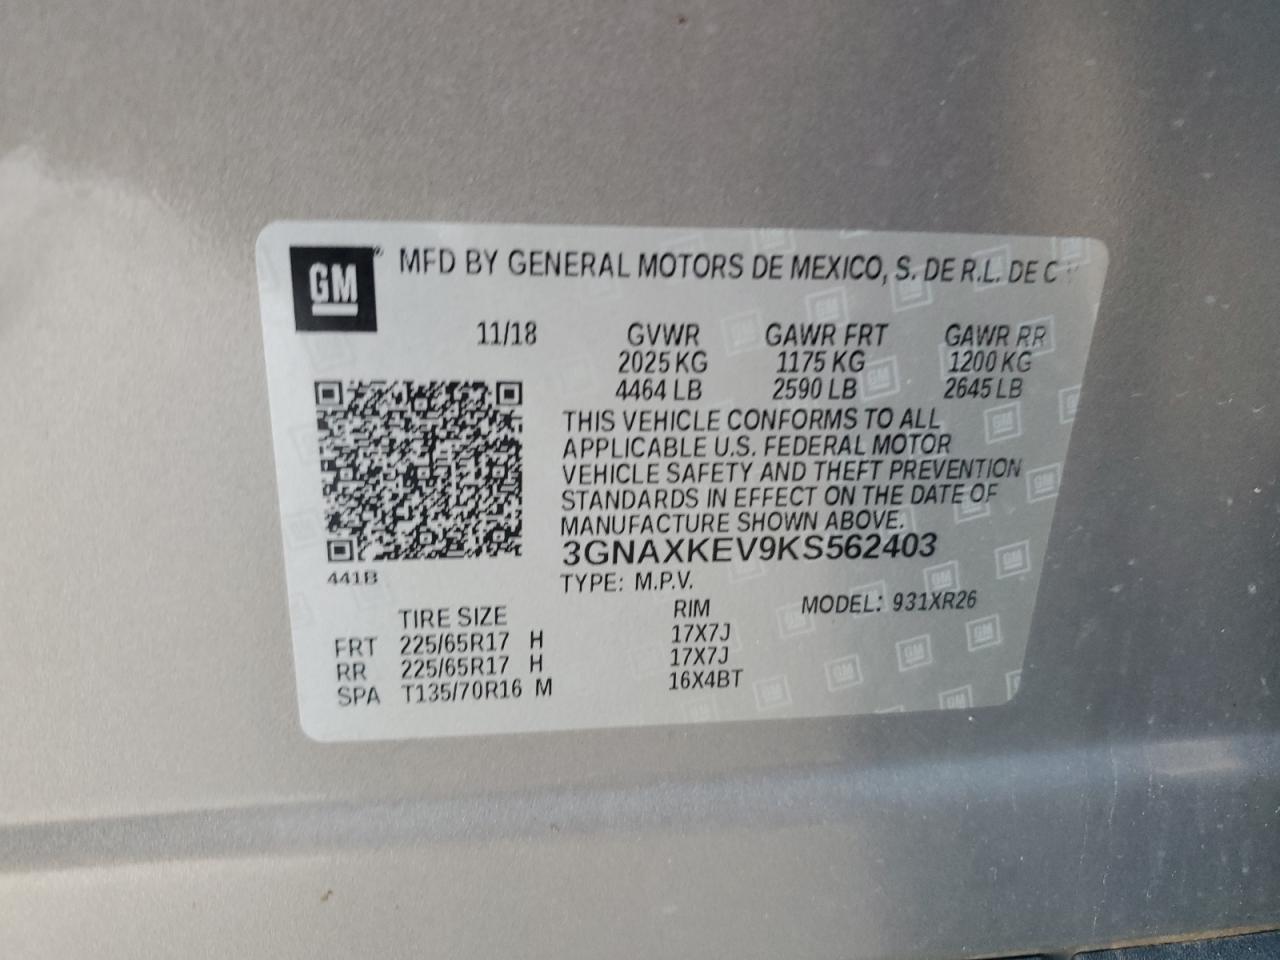 GM
MFD BY GENERAL MOTORS DE MEXICO, S. DE R.L. DE C
11/18 GVWR GAWR FRT GAWR RR
2025 KG 1175 KG 1200 KG
4464 LB 2590 LB 2645 LB
THIS VEHICLE CONFORMS TO ALL
APPLICABLE U.S. FEDERAL MOTOR
VEHICLE SAFETY AND THEFT PREVENTION
STANDARDS IN EFFECT ON THE DATE OF
MANUFACTURE SHOWN ABOVE.
3GNAXKEV9KS562403
441B
TYPE: M.P.V.
TIRE SIZE RIM MODEL: 931XR26
FRT 225/65R17 H 17X7J
RR 225/65R17 H 17X7J
SPA T135/70R16 M 16X4BT